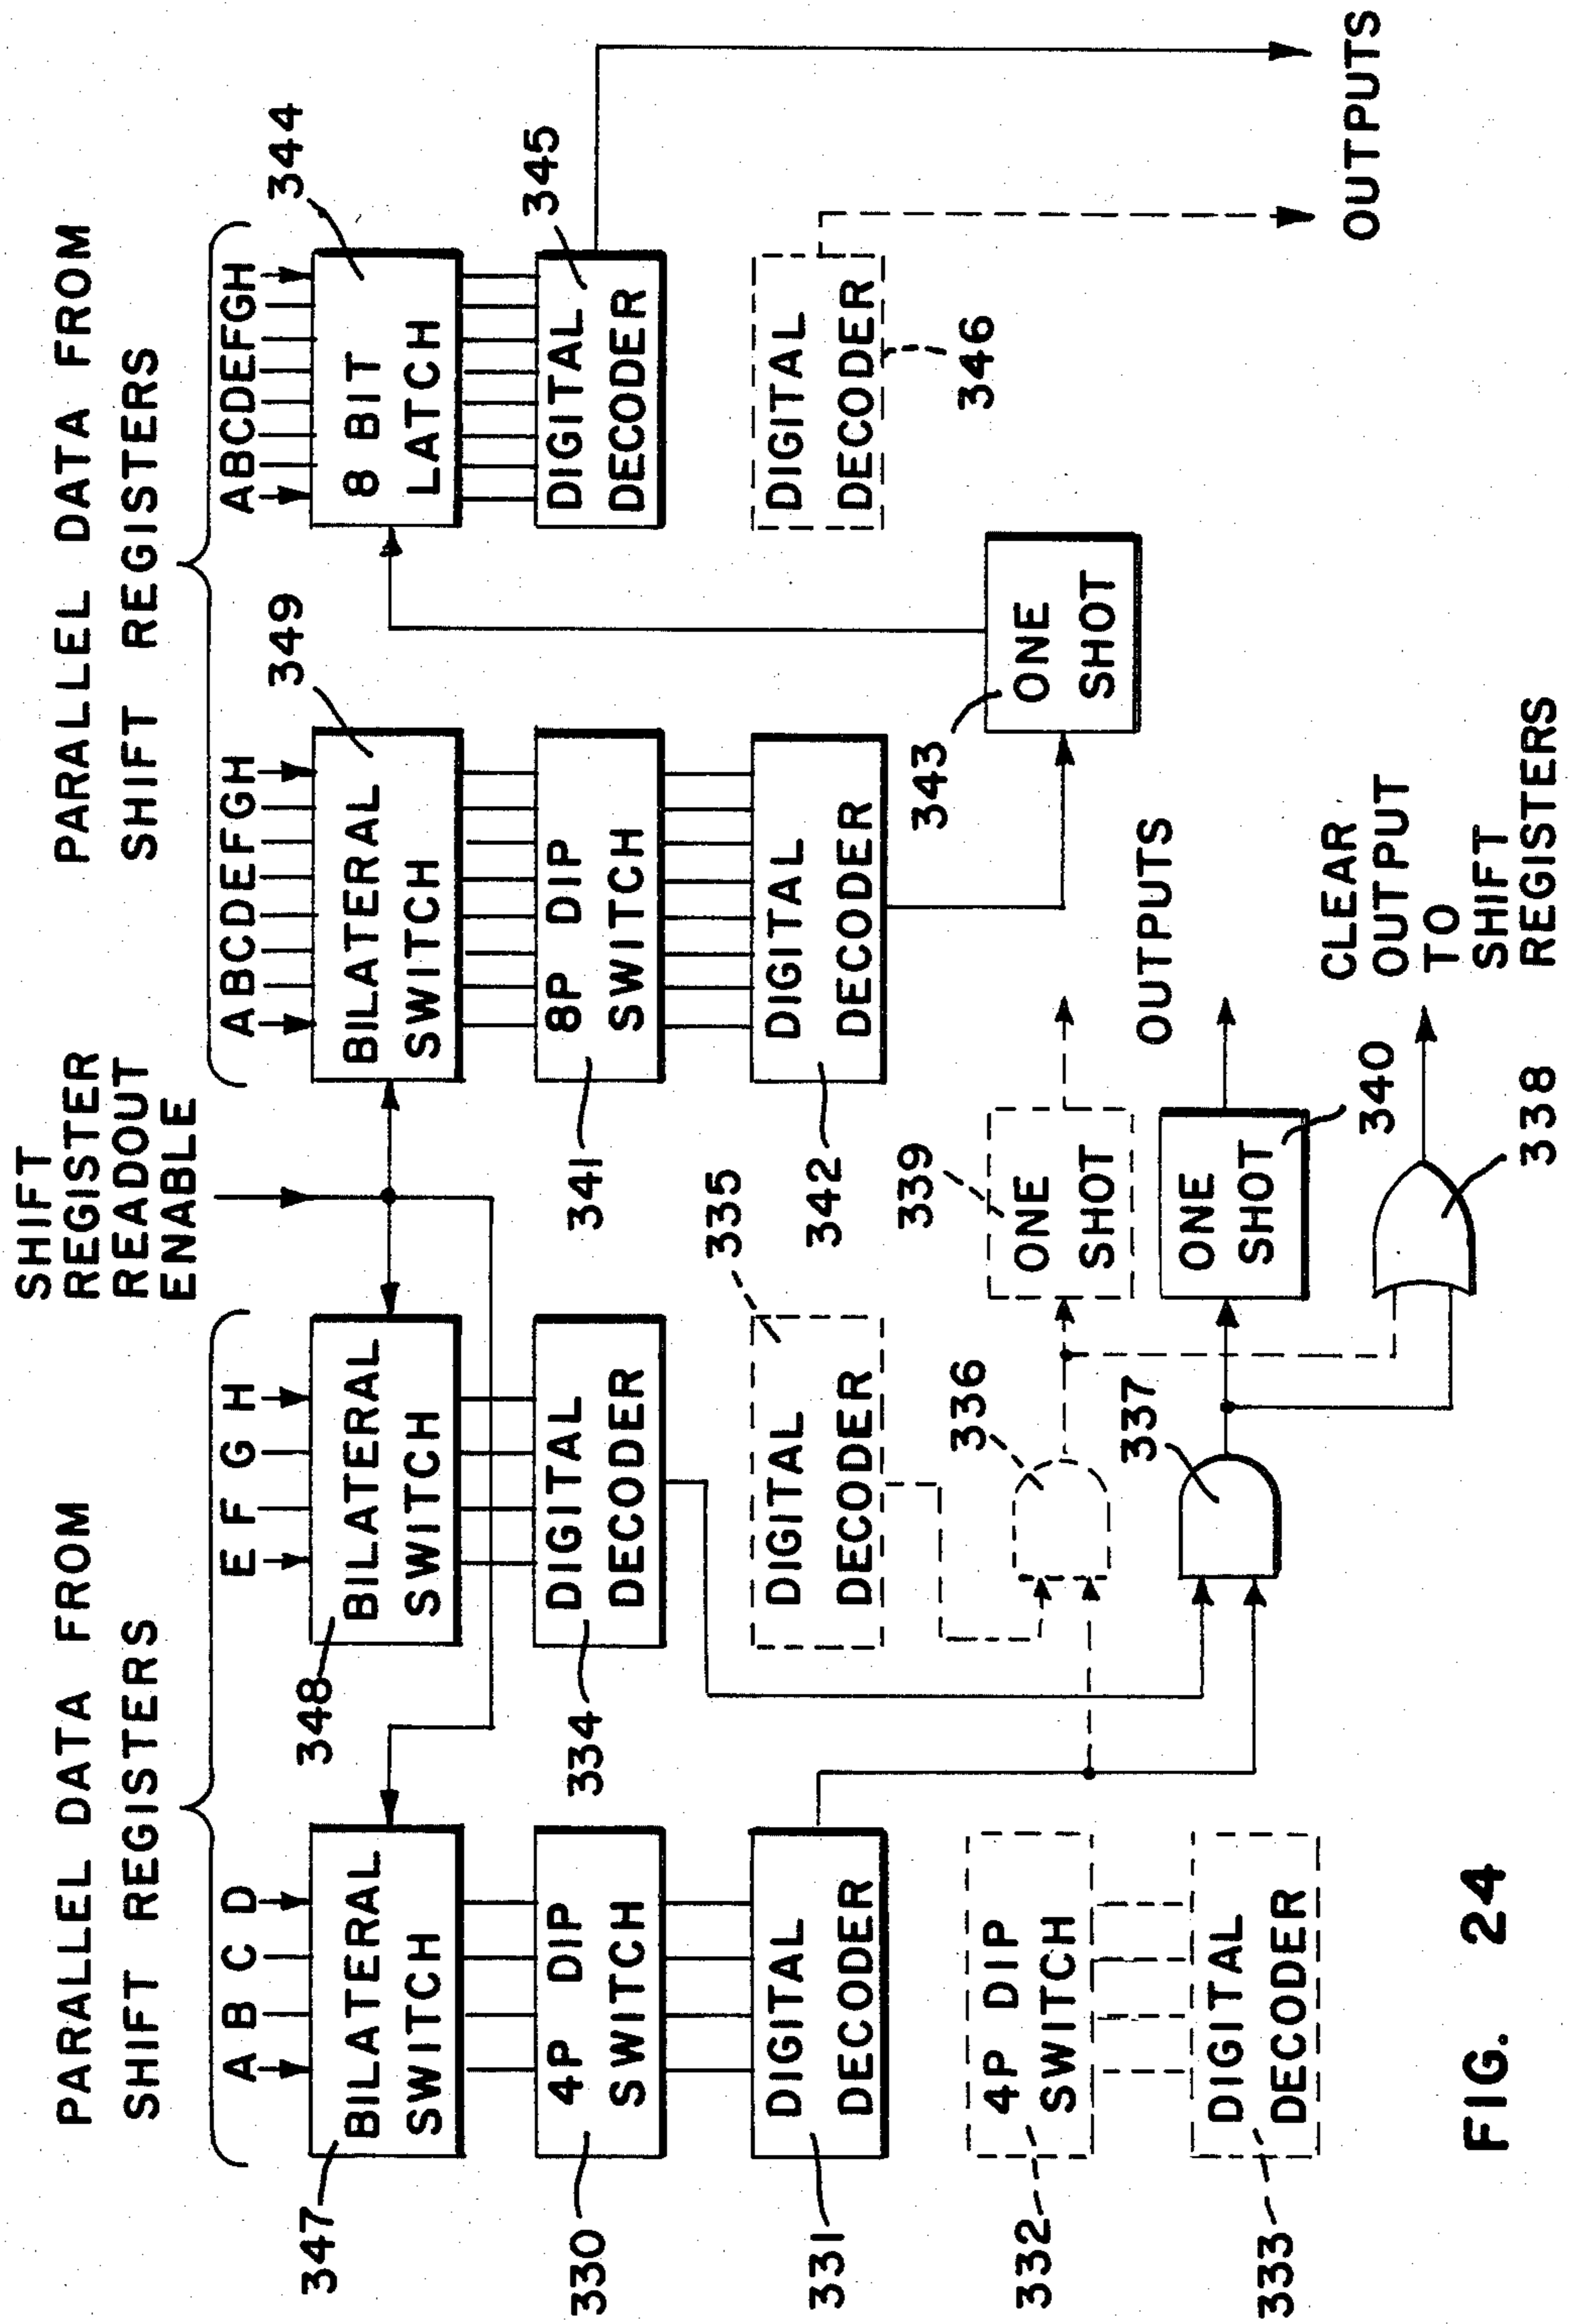 PARALLEL DATA FROM
SHIFT REGISTERS
SHIFT
REGISTER
READOUT
ENABLE
PARALLEL DATA FROM
SHIFT REGISTERS
A B C D
E F G H
A B C D E F G H
A B C D E F G H
347
BILATERAL
SWITCH
348
BILATERAL
SWITCH
349
BILATERAL
SWITCH
344
8 BIT
LATCH
330
4P DIP
SWITCH
334
DIGITAL
DECODER
341
8P DIP
SWITCH
345
DIGITAL
DECODER
331
DIGITAL
DECODER
335
DIGITAL
DECODER
342
DIGITAL
DECODER
346
DIGITAL
DECODER
332
4P DIP
SWITCH
336
339
ONE
SHOT
343
ONE
SHOT
333
DIGITAL
DECODER
337
ONE
SHOT
340
OUTPUTS
OUTPUTS
338
CLEAR
OUTPUT
TO
SHIFT
REGISTERS
FIG. 24